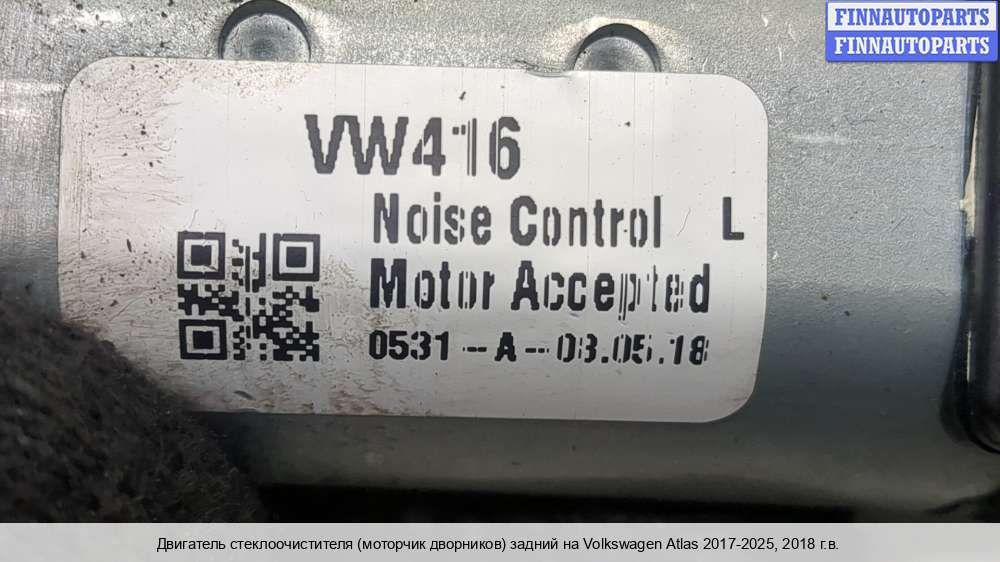 FINNAUTOPARTS
FINNAUTOPARTS
VW416
Noise Control L
Motor Accepted
0531--A-03.05.18
Двигатель стеклоочистителя (моторчик дворников) задний на Volkswagen Atlas 2017-2025, 2018 г.в.